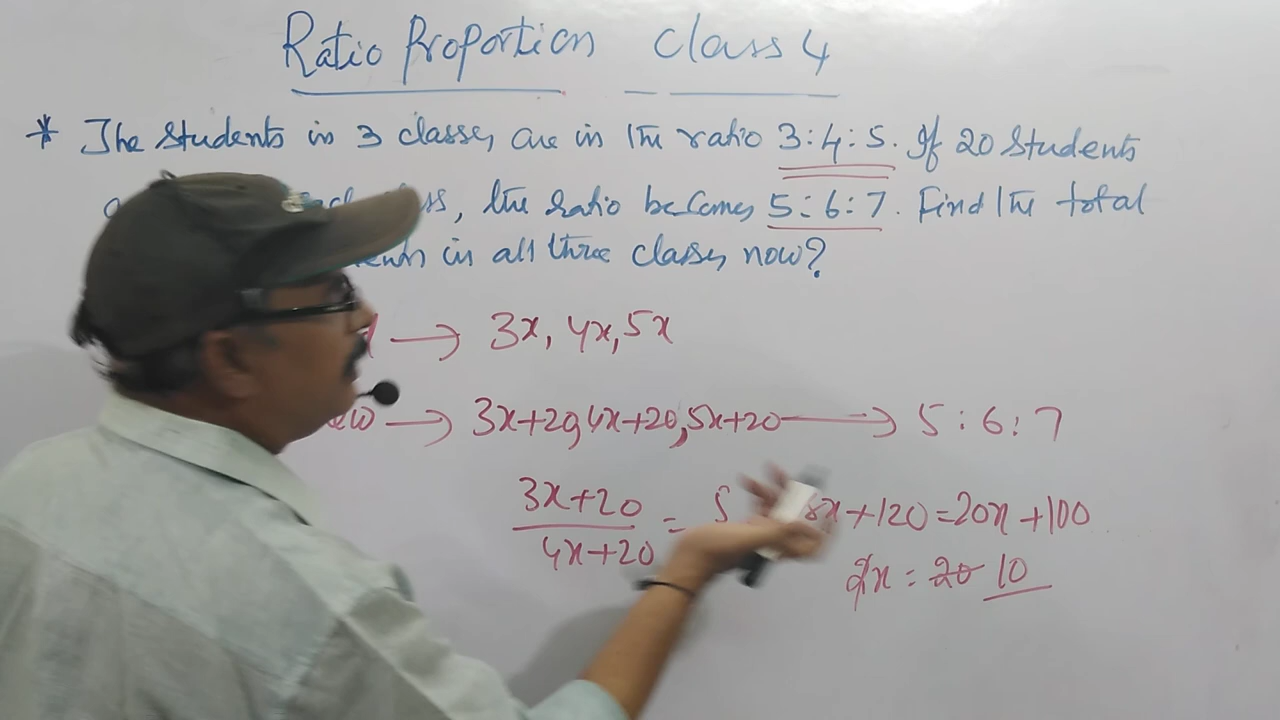 Ratio Proportion Class 4
* The students in 3 classes are in the ratio 3:4:5. If 20 students
the ratio becomes 5:6:7. Find the total
in all three classes now?
→ 3x, 4x, 5x
→ 3x+20, 4x+20, 5x+20 → 5:6:7
3x+20
4x+20
= 5 8x+120=20x+100
2x = 20 10